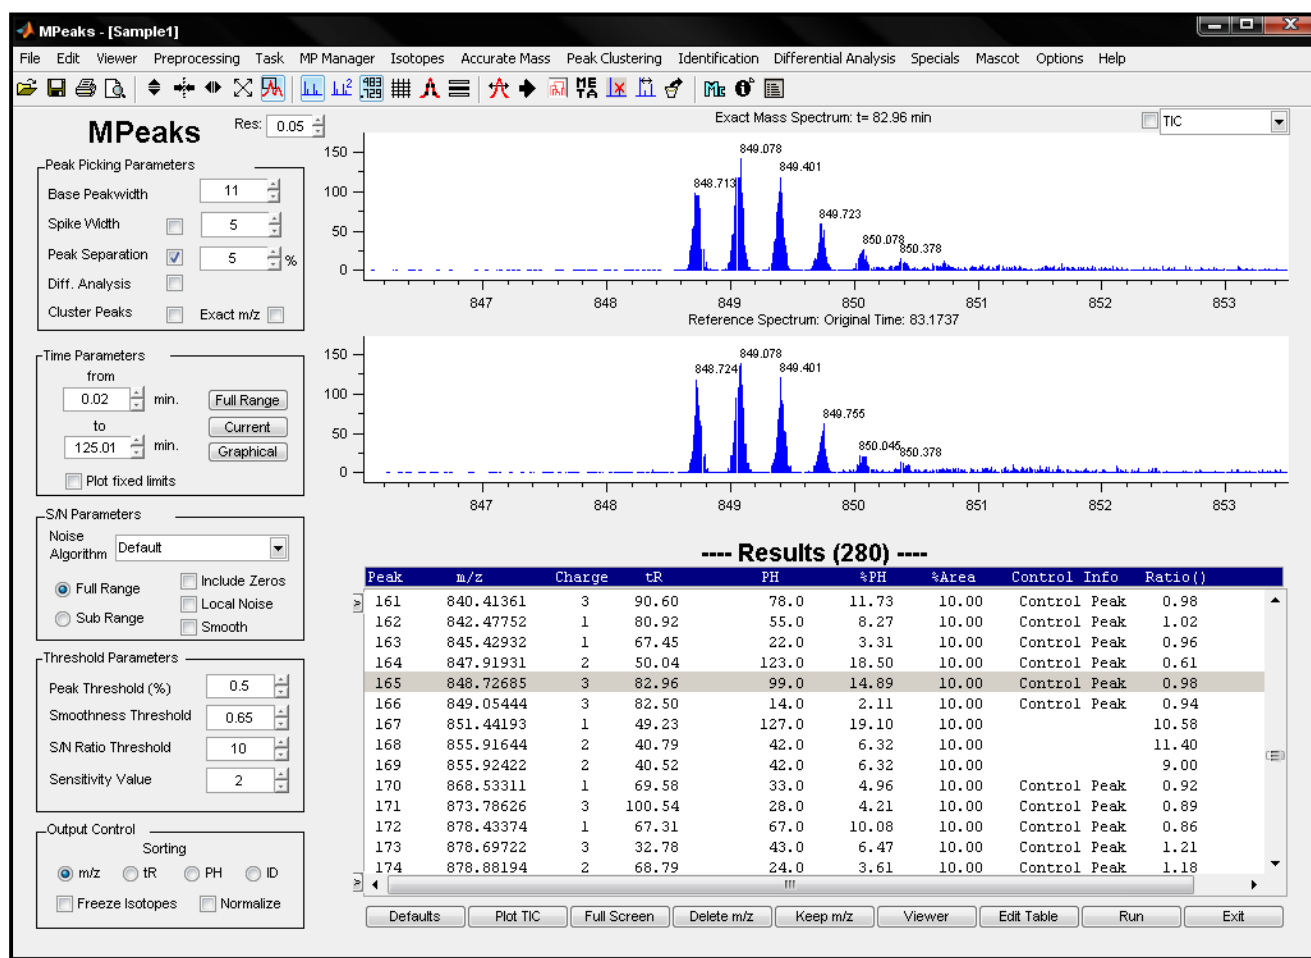 MPeaks - [Sample1]
File Edit Viewer Preprocessing Task MP Manager Isotopes Accurate Mass Peak Clustering Identification Differential Analysis Specials Mascot Options Help
MPeaks
Res: 0.05
Peak Picking Parameters
Base Peakwidth 11
Spike Width 5
Peak Separation 5 %
Diff. Analysis
Cluster Peaks Exact m/z
Time Parameters
from
0.02 min. Full Range
to Current
125.01 min. Graphical
Plot fixed limits
S/N Parameters
Noise
Algorithm Default
Full Range Include Zeros
Local Noise
Sub Range
Smooth
Threshold Parameters
Peak Threshold (%) 0.5
Smoothness Threshold 0.65
S/N Ratio Threshold 10
Sensitivity Value 2
Output Control
Sorting
m/z tR PH ID
Freeze Isotopes Normalize
Exact Mass Spectrum: t= 82.96 min
TIC
150
100
50
0
848.713 849.078 849.401 849.723 850.078 850.378
847 848 849 850 851 852 853
Reference Spectrum: Original Time: 83.1737
150
100
50
0
848.724 849.078 849.401 849.755 850.045 850.378
847 848 849 850 851 852 853
---- Results (280) ----
Peak m/z Charge tR PH %PH %Area Control Info Ratio()
161 840.41361 3 90.60 78.0 11.73 10.00 Control Peak 0.98
162 842.47752 1 80.92 55.0 8.27 10.00 Control Peak 1.02
163 845.42932 1 67.45 22.0 3.31 10.00 Control Peak 0.96
164 847.91931 2 50.04 123.0 18.50 10.00 Control Peak 0.61
165 848.72685 3 82.96 99.0 14.89 10.00 Control Peak 0.98
166 849.05444 3 82.50 14.0 2.11 10.00 Control Peak 0.94
167 851.44193 1 49.23 127.0 19.10 10.00 10.58
168 855.91644 2 40.79 42.0 6.32 10.00 11.40
169 855.92422 2 40.52 42.0 6.32 10.00 9.00
170 868.53311 1 69.58 33.0 4.96 10.00 Control Peak 0.92
171 873.78626 3 100.54 28.0 4.21 10.00 Control Peak 0.89
172 878.43374 1 67.31 67.0 10.08 10.00 Control Peak 0.86
173 878.69722 3 32.78 43.0 6.47 10.00 Control Peak 1.21
174 878.88194 2 68.79 24.0 3.61 10.00 Control Peak 1.18
Defaults Plot TIC Full Screen Delete m/z Keep m/z Viewer Edit Table Run Exit